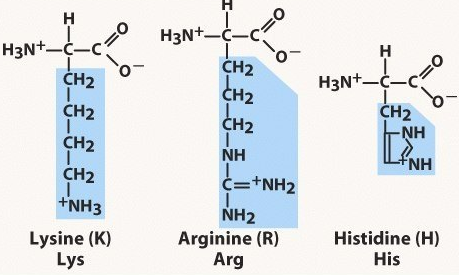 H
H3N+—C—C
O
O−
CH2
CH2
CH2
CH2
+NH3
Lysine (K)
Lys
H
H3N+—C—C
O
O−
CH2
CH2
CH2
NH
C=+NH2
NH2
Arginine (R)
Arg
H
H3N+—C—C
O
O−
CH2
NH
+NH
Histidine (H)
His